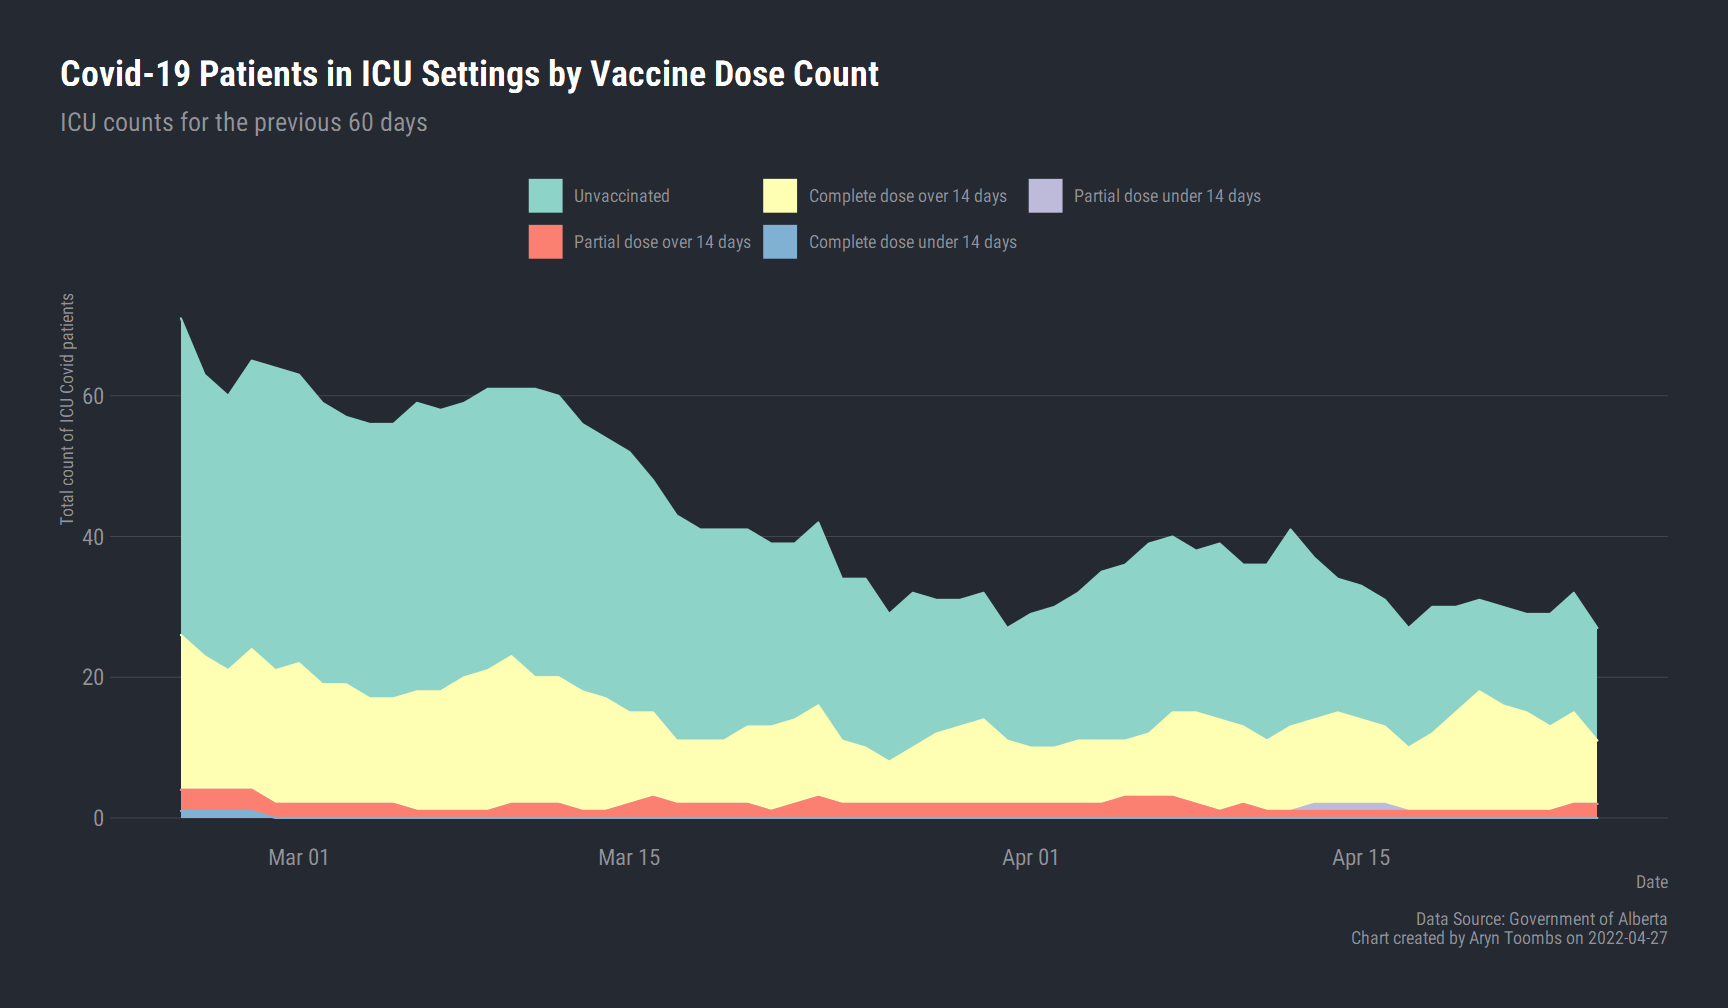 Covid-19 Patients in ICU Settings by Vaccine Dose Count
ICU counts for the previous 60 days
Unvaccinated
Complete dose over 14 days
Partial dose under 14 days
Partial dose over 14 days
Complete dose under 14 days
Total count of ICU Covid patients
60
40
20
0
Mar 01
Mar 15
Apr 01
Apr 15
Date
Data Source: Government of Alberta
Chart created by Aryn Toombs on 2022-04-27